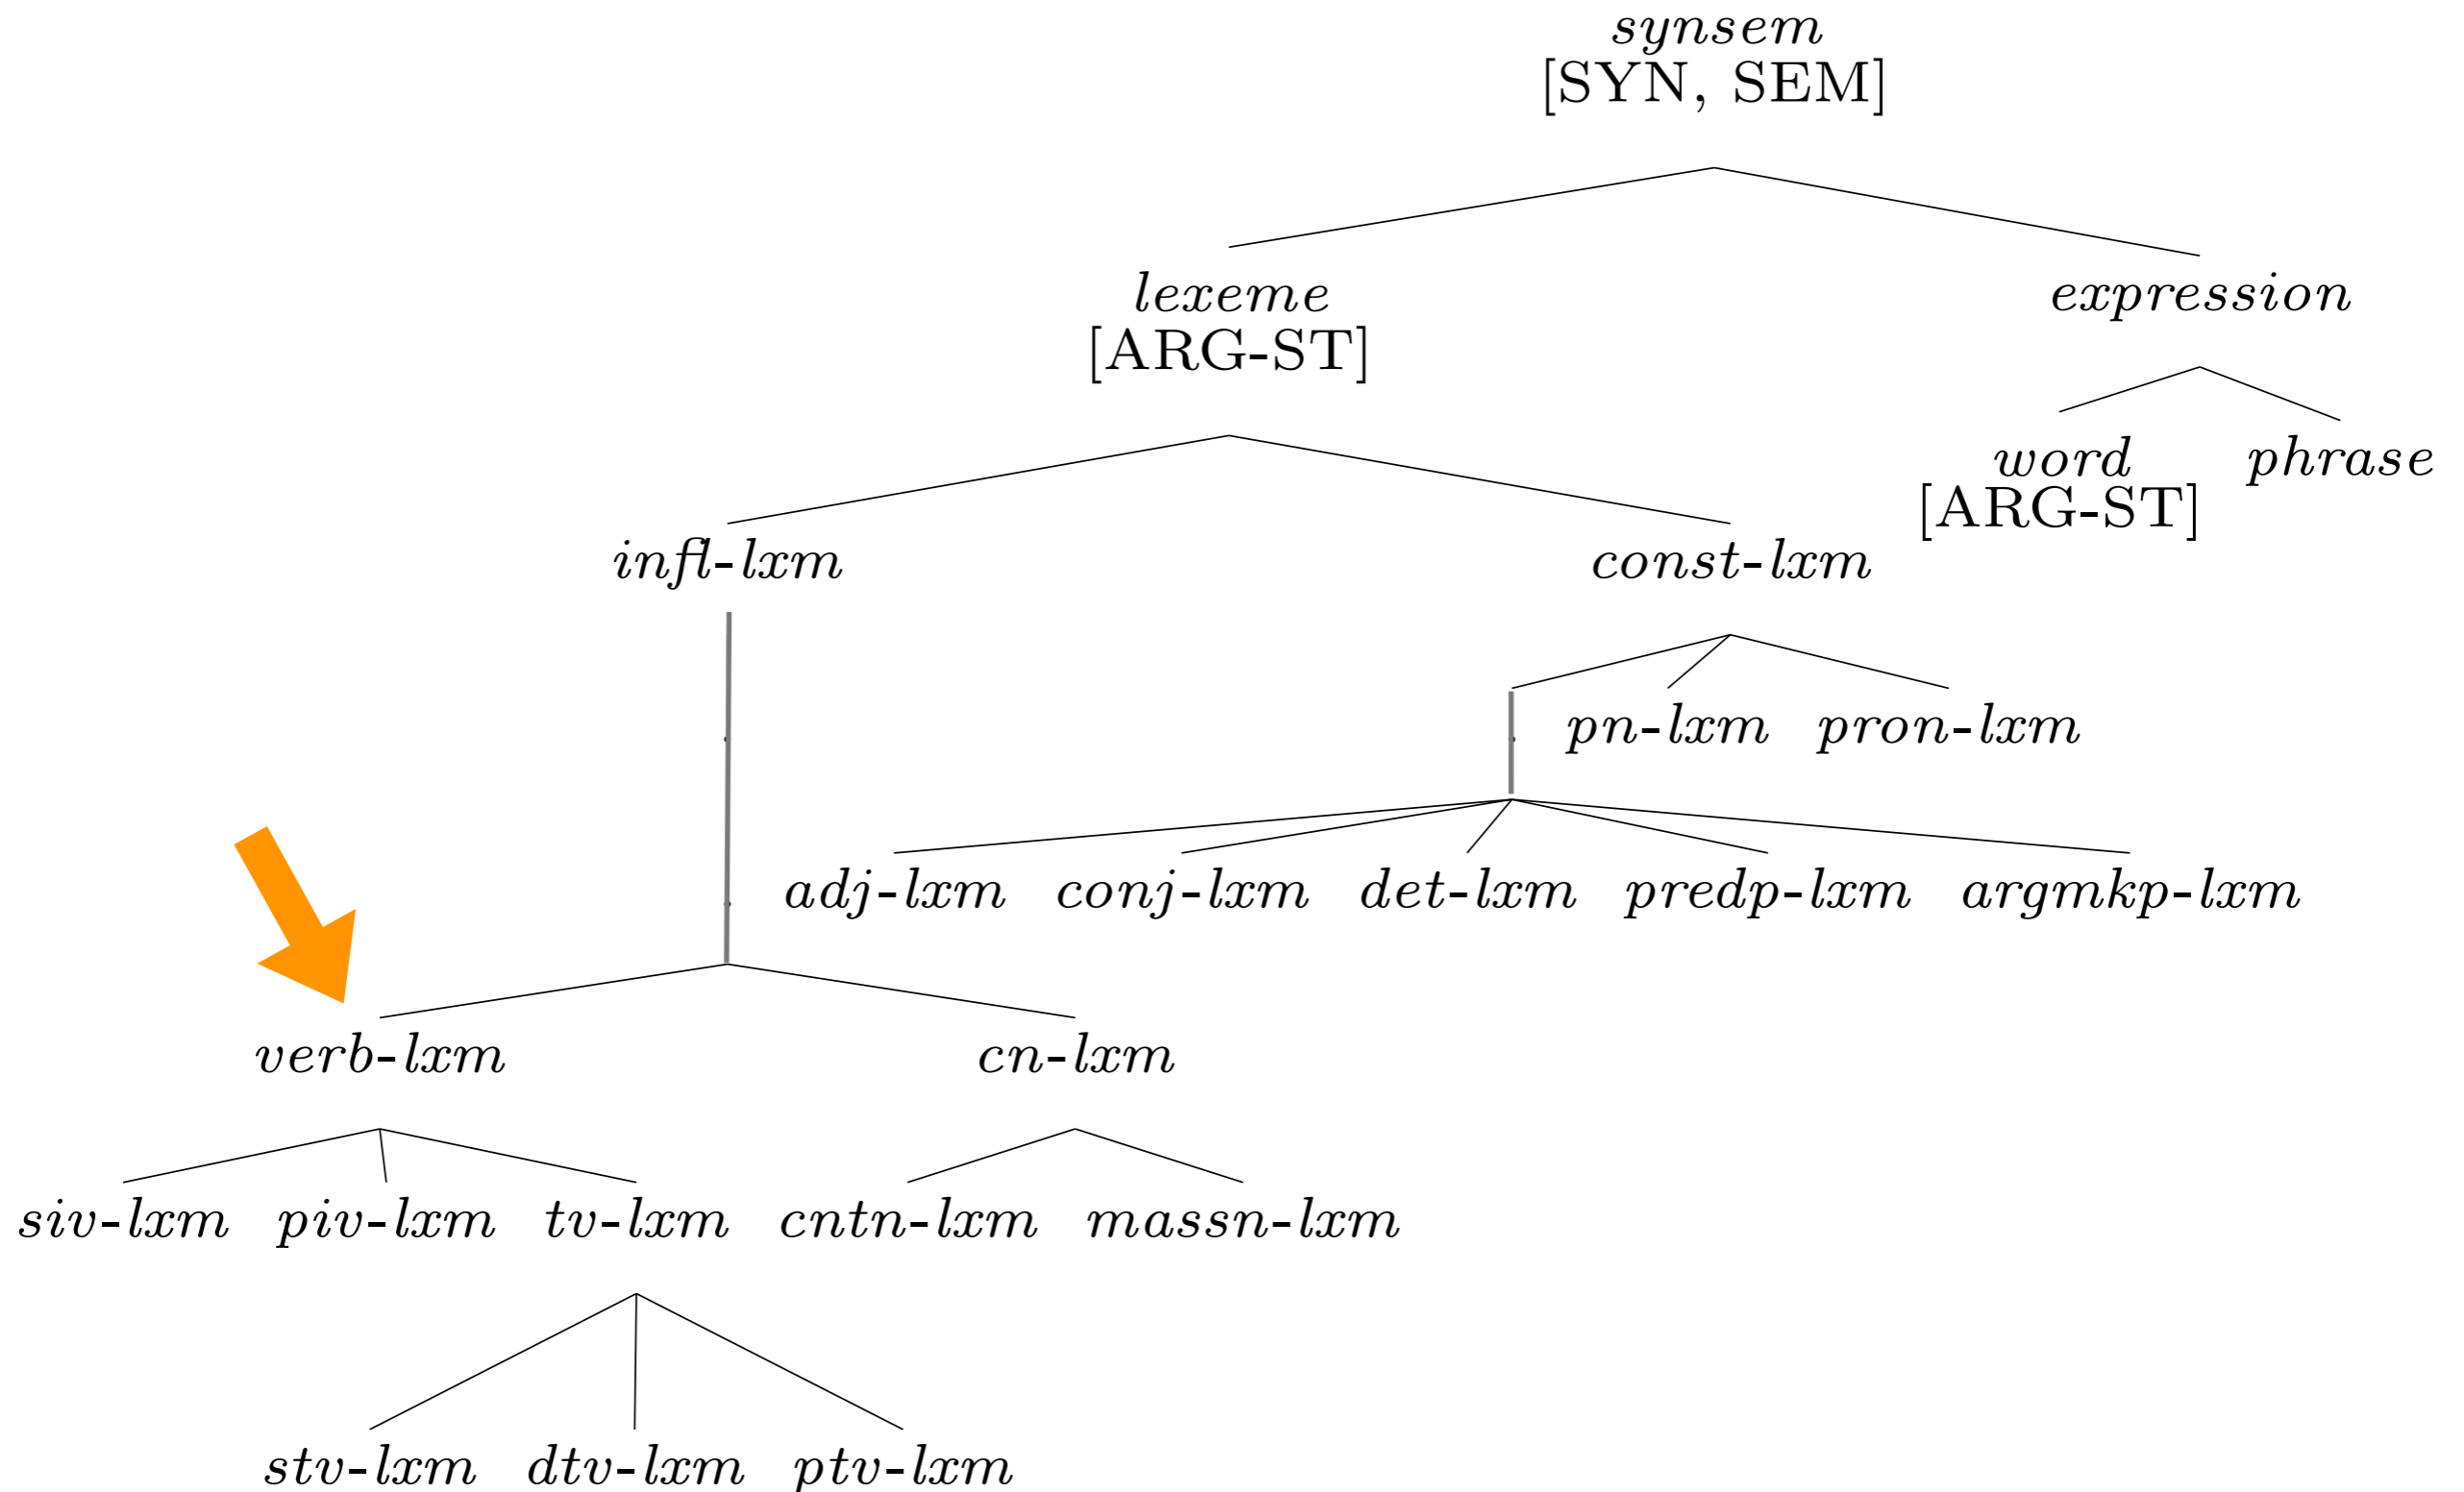 synsem
[SYN, SEM]
lexeme
[ARG-ST]
expression
word
[ARG-ST]
phrase
infl-lxm
const-lxm
pn-lxm
pron-lxm
adj-lxm
conj-lxm
det-lxm
predp-lxm
argmkp-lxm
verb-lxm
cn-lxm
siv-lxm
piv-lxm
tv-lxm
cntn-lxm
massn-lxm
stv-lxm
dtv-lxm
ptv-lxm